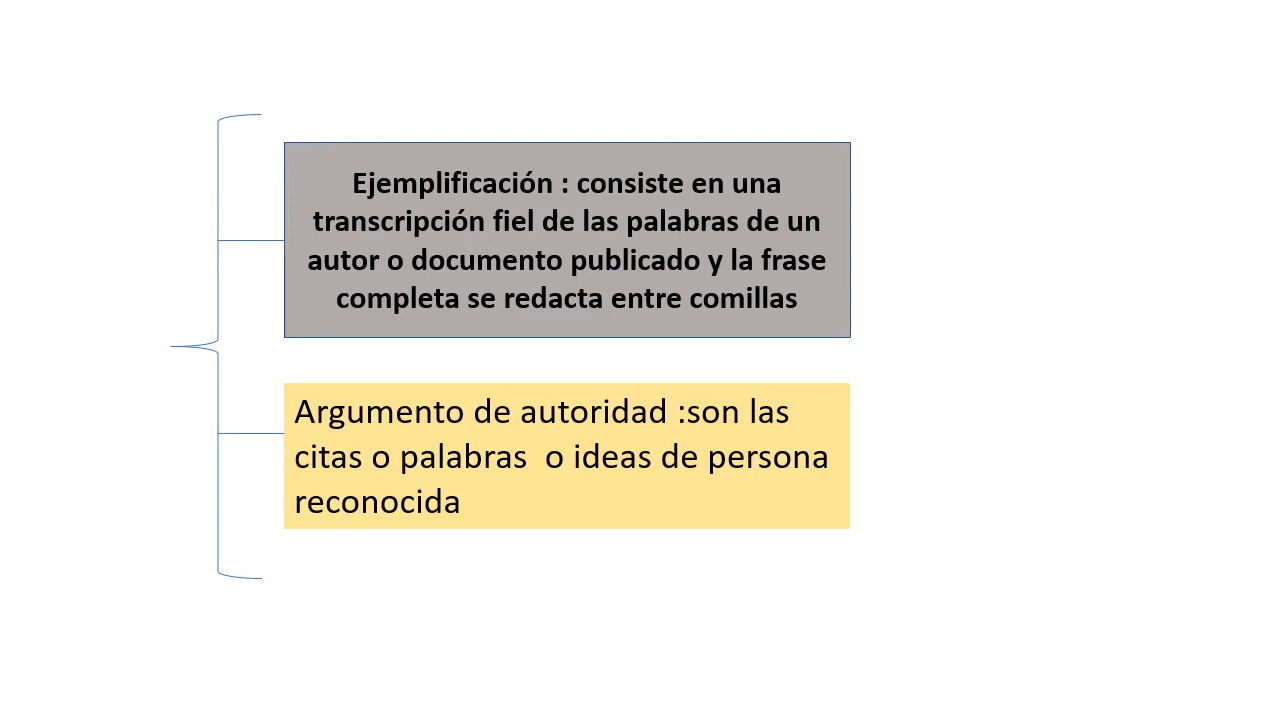 Ejemplificación : consiste en una
transcripción fiel de las palabras de un
autor o documento publicado y la frase
completa se redacta entre comillas
Argumento de autoridad :son las
citas o palabras  o ideas de persona
reconocida